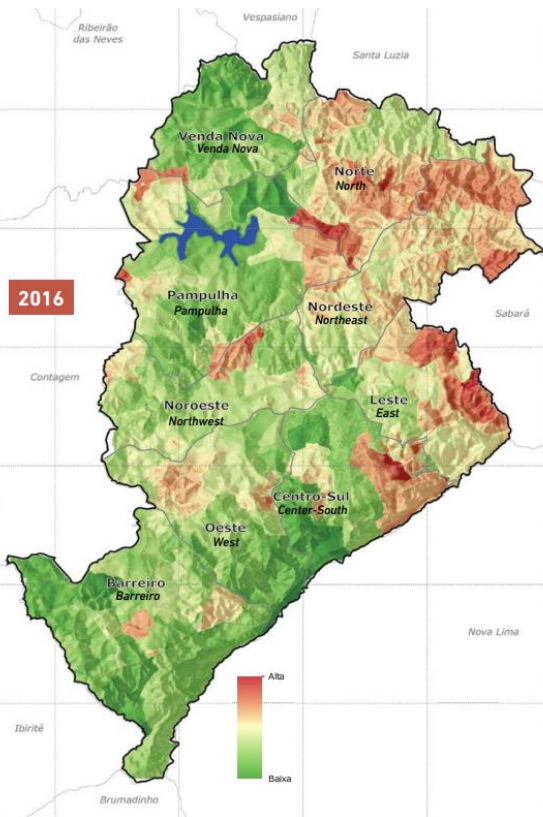 Vespasiano
Ribeirão
das Neves
Santa Luzia
Venda Nova
Venda Nova
Norte
North
2016
Pampulha
Pampulha
Nordeste
Northeast
Sabará
Contagem
Noroeste
Northwest
Leste
East
Centro-Sul
Center-South
Oeste
West
Barreiro
Barreiro
Nova Lima
Alta
Ibirité
Baixa
Brumadinho